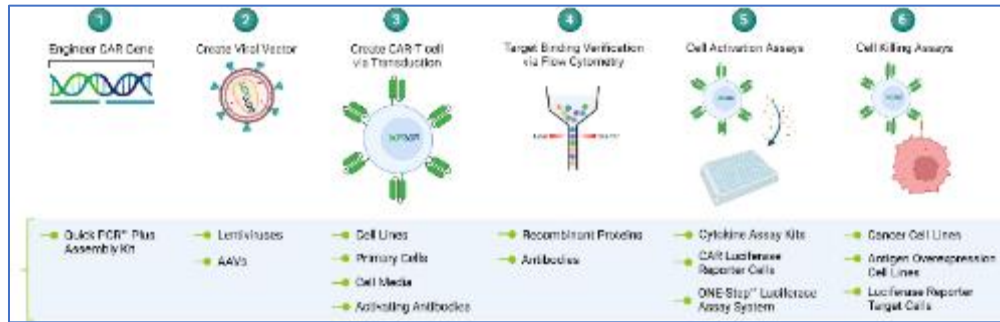 1
Engineer CAR Gene
2
Create Viral Vector
3
Create CAR-T cell
via Transduction
4
Target Binding Verification
via Flow Cytometry
5
Cell Activation Assays
6
Cell Killing Assays
Quick PCR™ Plus
Assembly Kit
Lentiviruses
AAVs
Cell Lines
Primary Cells
Cell Media
Activating Antibodies
Recombinant Proteins
Antibodies
Cytokine Assay Kits
CAR Luciferase
Reporter Cells
ONE-Step™ Luciferase
Assay System
Cancer Cell Lines
Antigen Overexpression
Cell Lines
Luciferase Reporter
Target Cells